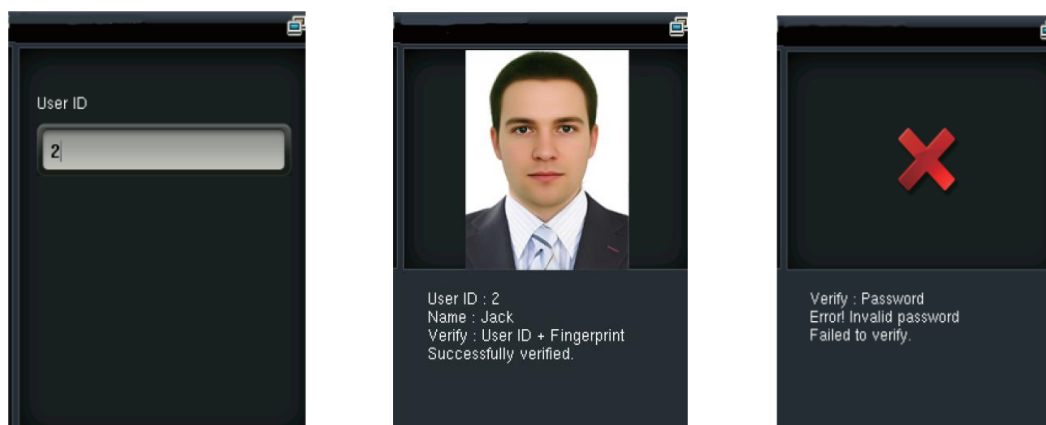 User ID
2
User ID : 2
Name : Jack
Verify : User ID + Fingerprint
Successfully verified.
Verify : Password
Error! Invalid password
Failed to verify.